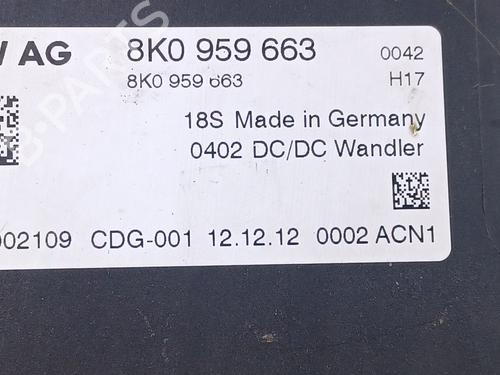 W AG 8K0 959 663 0042
8K0 959 663 H17
18S Made in Germany
0402 DC/DC Wandler
002109 CDG-001 12.12.12 0002 ACN1
B-PARTS